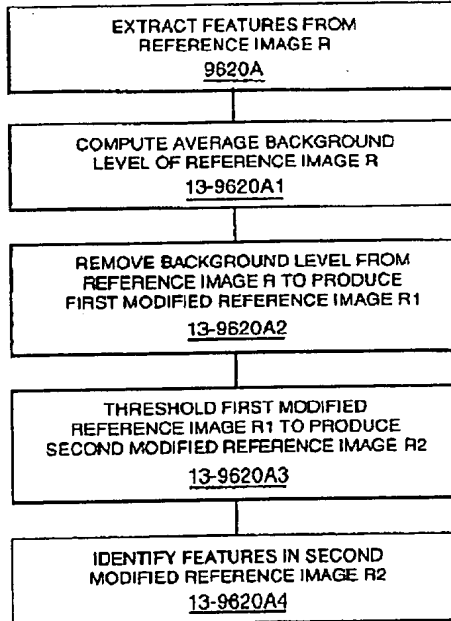 EXTRACT FEATURES FROM
REFERENCE IMAGE R
9620A
COMPUTE AVERAGE BACKGROUND
LEVEL OF REFERENCE IMAGE R
13-9620A1
REMOVE BACKGROUND LEVEL FROM
REFERENCE IMAGE R TO PRODUCE
FIRST MODIFIED REFERENCE IMAGE R1
13-9620A2
THRESHOLD FIRST MODIFIED
REFERENCE IMAGE R1 TO PRODUCE
SECOND MODIFIED REFERENCE IMAGE R2
13-9620A3
IDENTIFY FEATURES IN SECOND
MODIFIED REFERENCE IMAGE R2
13-9620A4